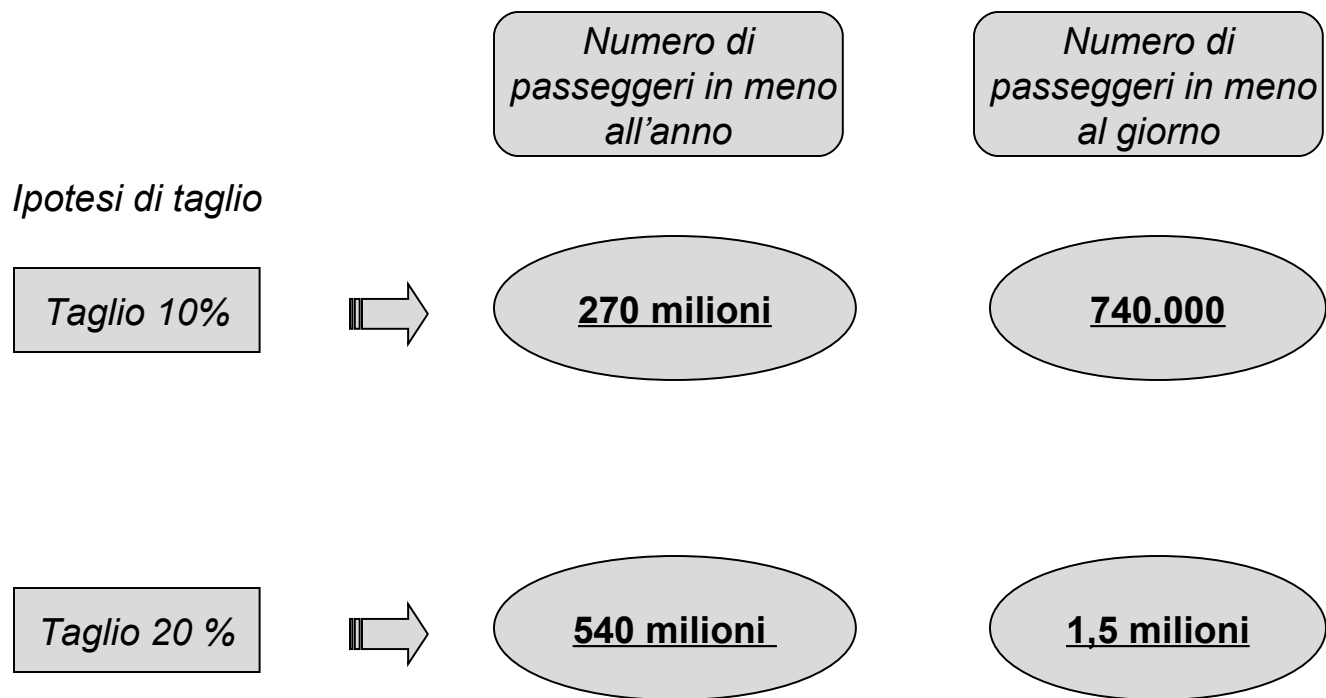 Numero di
passeggeri in meno
all’anno
Numero di
passeggeri in meno
al giorno
Ipotesi di taglio
Taglio 10%
270 milioni
740.000
Taglio 20 %
540 milioni
1,5 milioni